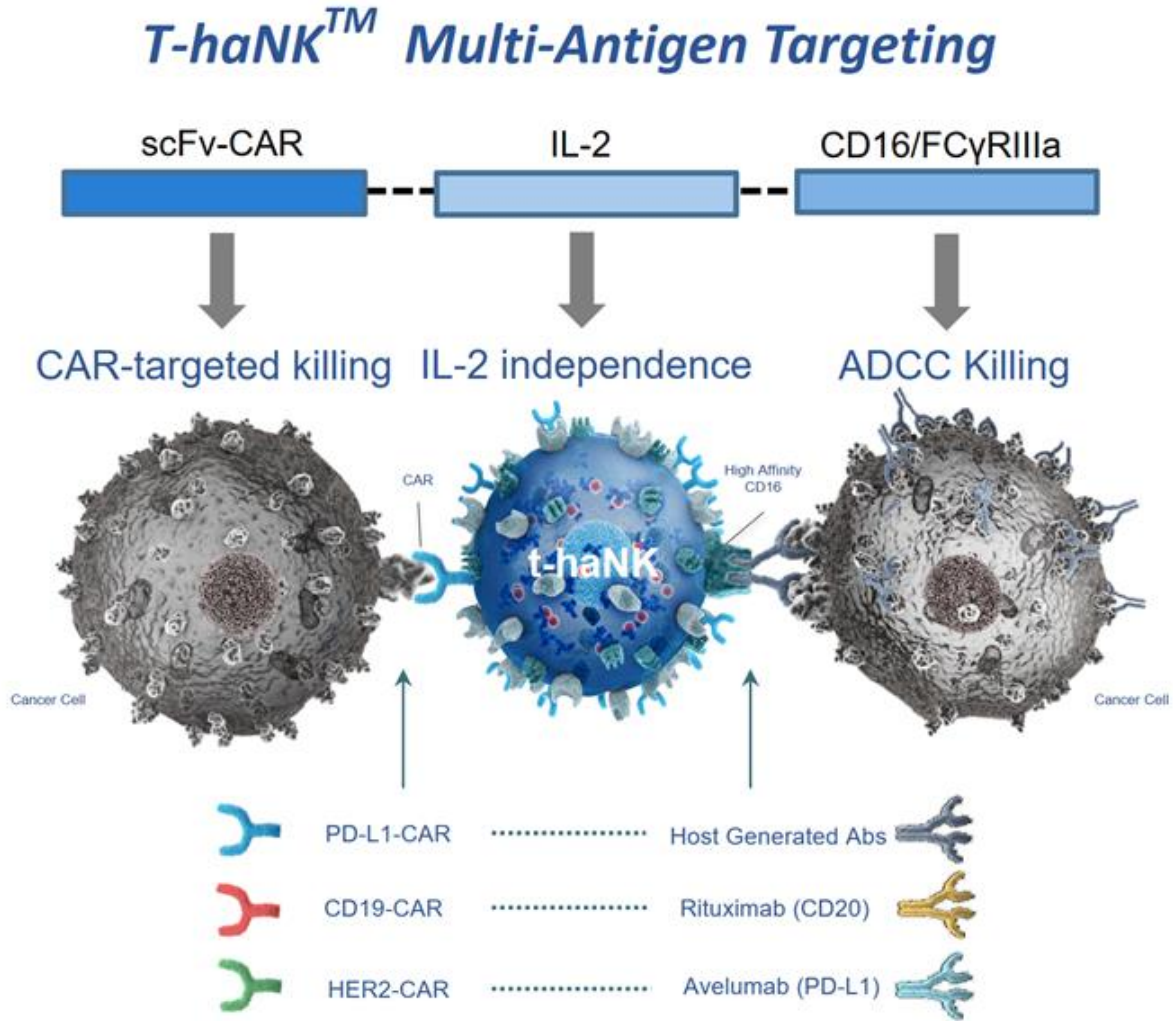 T-haNK™ Multi-Antigen Targeting
scFv-CAR
IL-2
CD16/FCγRIIIa
CAR-targeted killing
IL-2 independence
ADCC Killing
CAR
High Affinity
CD16
t-haNK
Cancer Cell
Cancer Cell
PD-L1-CAR
Host Generated Abs
CD19-CAR
Rituximab (CD20)
HER2-CAR
Avelumab (PD-L1)